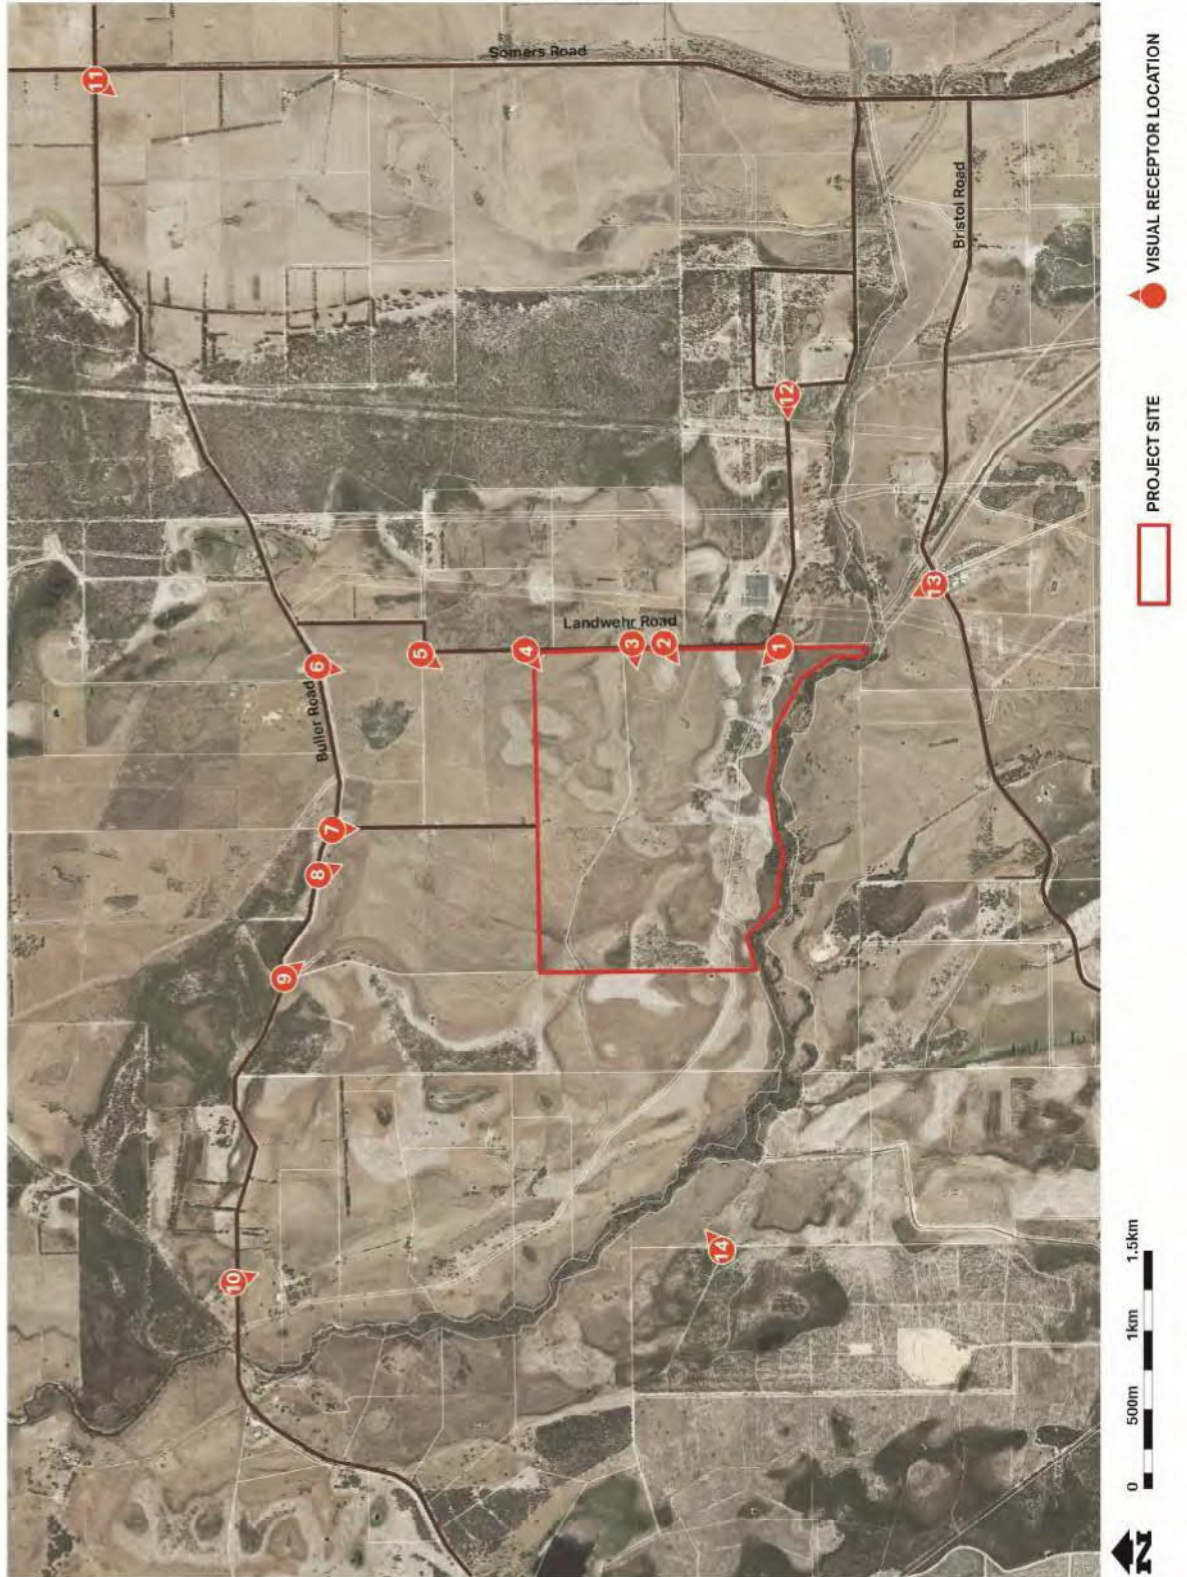 Somers Road
11
Bristol Road
12
13
Landwehr Road
1
2
3
4
5
6
Buller Road
7
8
9
10
14
N
0
500m
1km
1.5km
PROJECT SITE
VISUAL RECEPTOR LOCATION